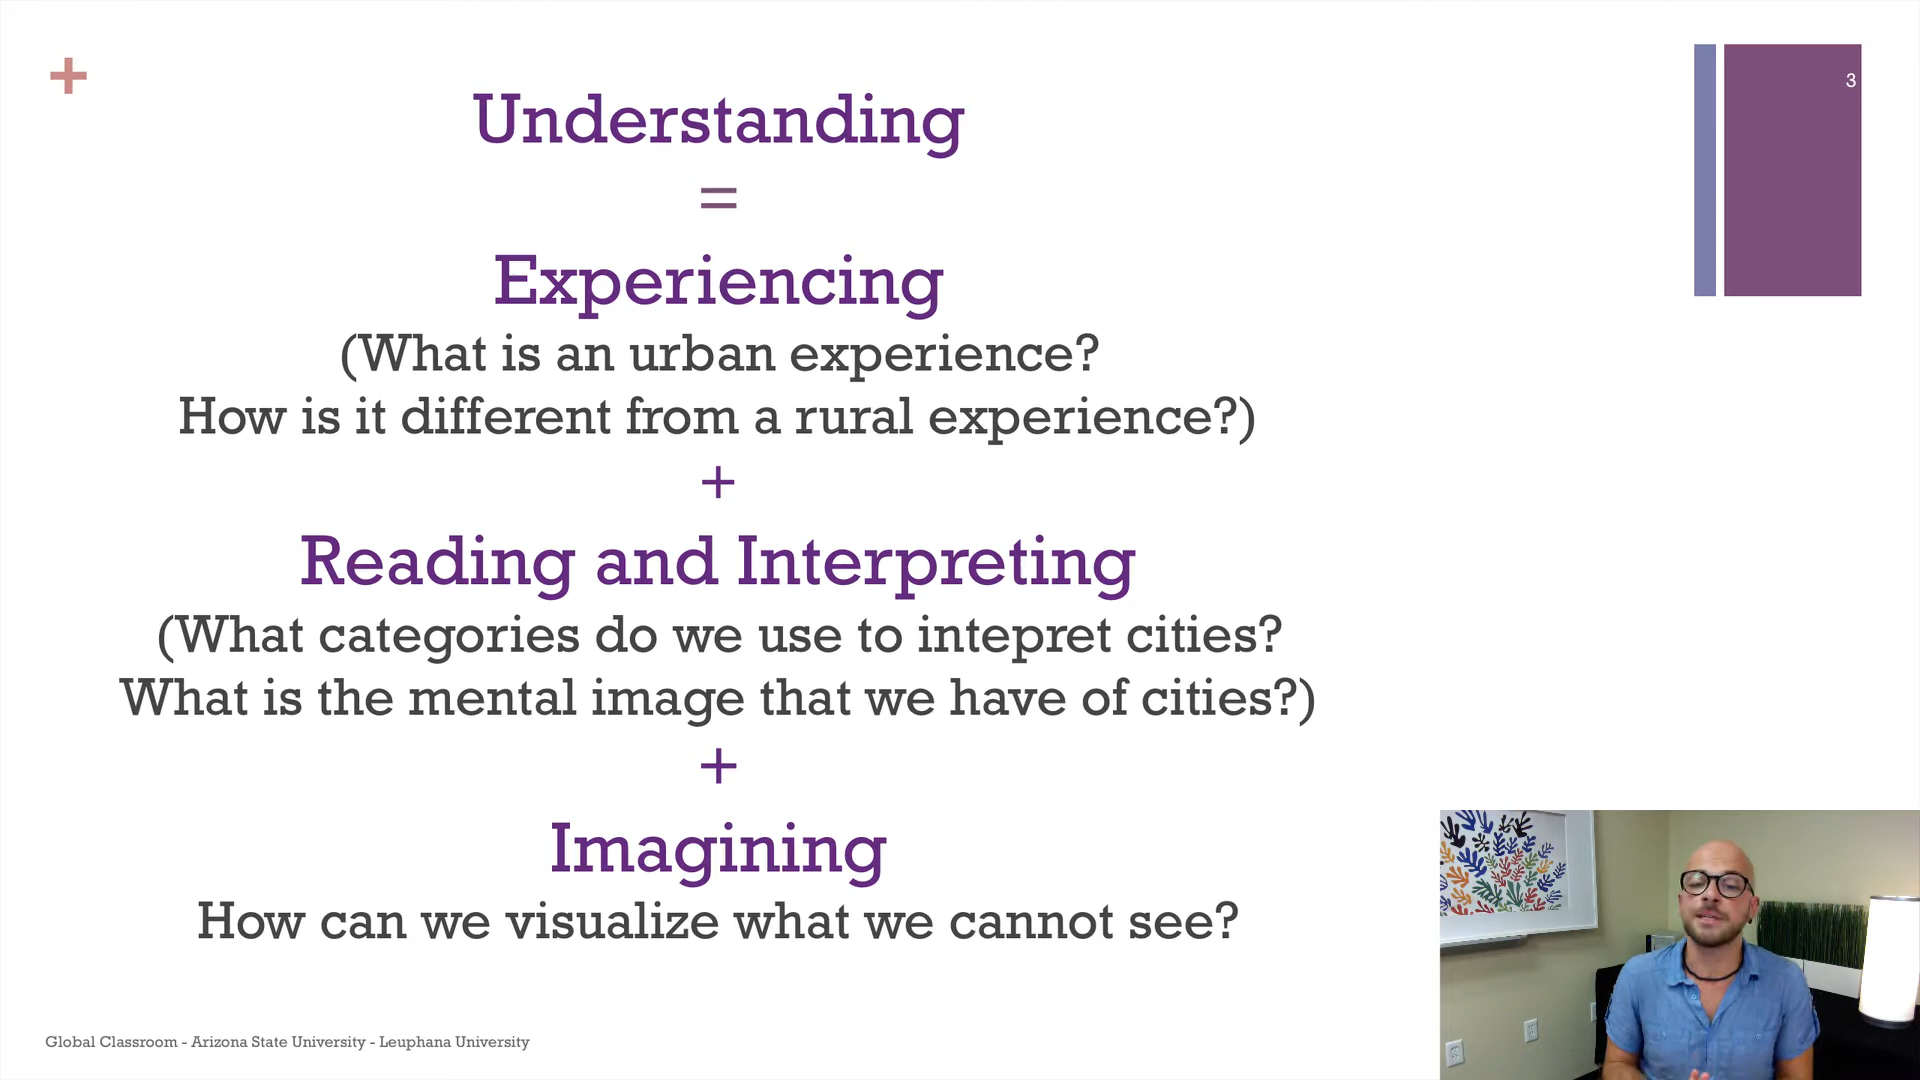 +
3
Understanding
=
Experiencing
(What is an urban experience?
How is it different from a rural experience?)
+
Reading and Interpreting
(What categories do we use to intepret cities?
What is the mental image that we have of cities?)
+
Imagining
How can we visualize what we cannot see?
Global Classroom - Arizona State University - Leuphana University